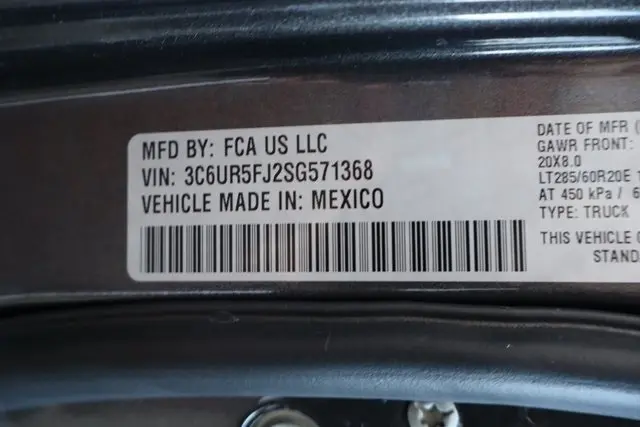 MFD BY: FCA US LLC
VIN: 3C6UR5FJ2SG571368
VEHICLE MADE IN: MEXICO
DATE OF MFR (
GAWR FRONT:
20X8.0
LT285/60R20E
AT 450 kPa /
TYPE: TRUCK
THIS VEHICLE
STAND